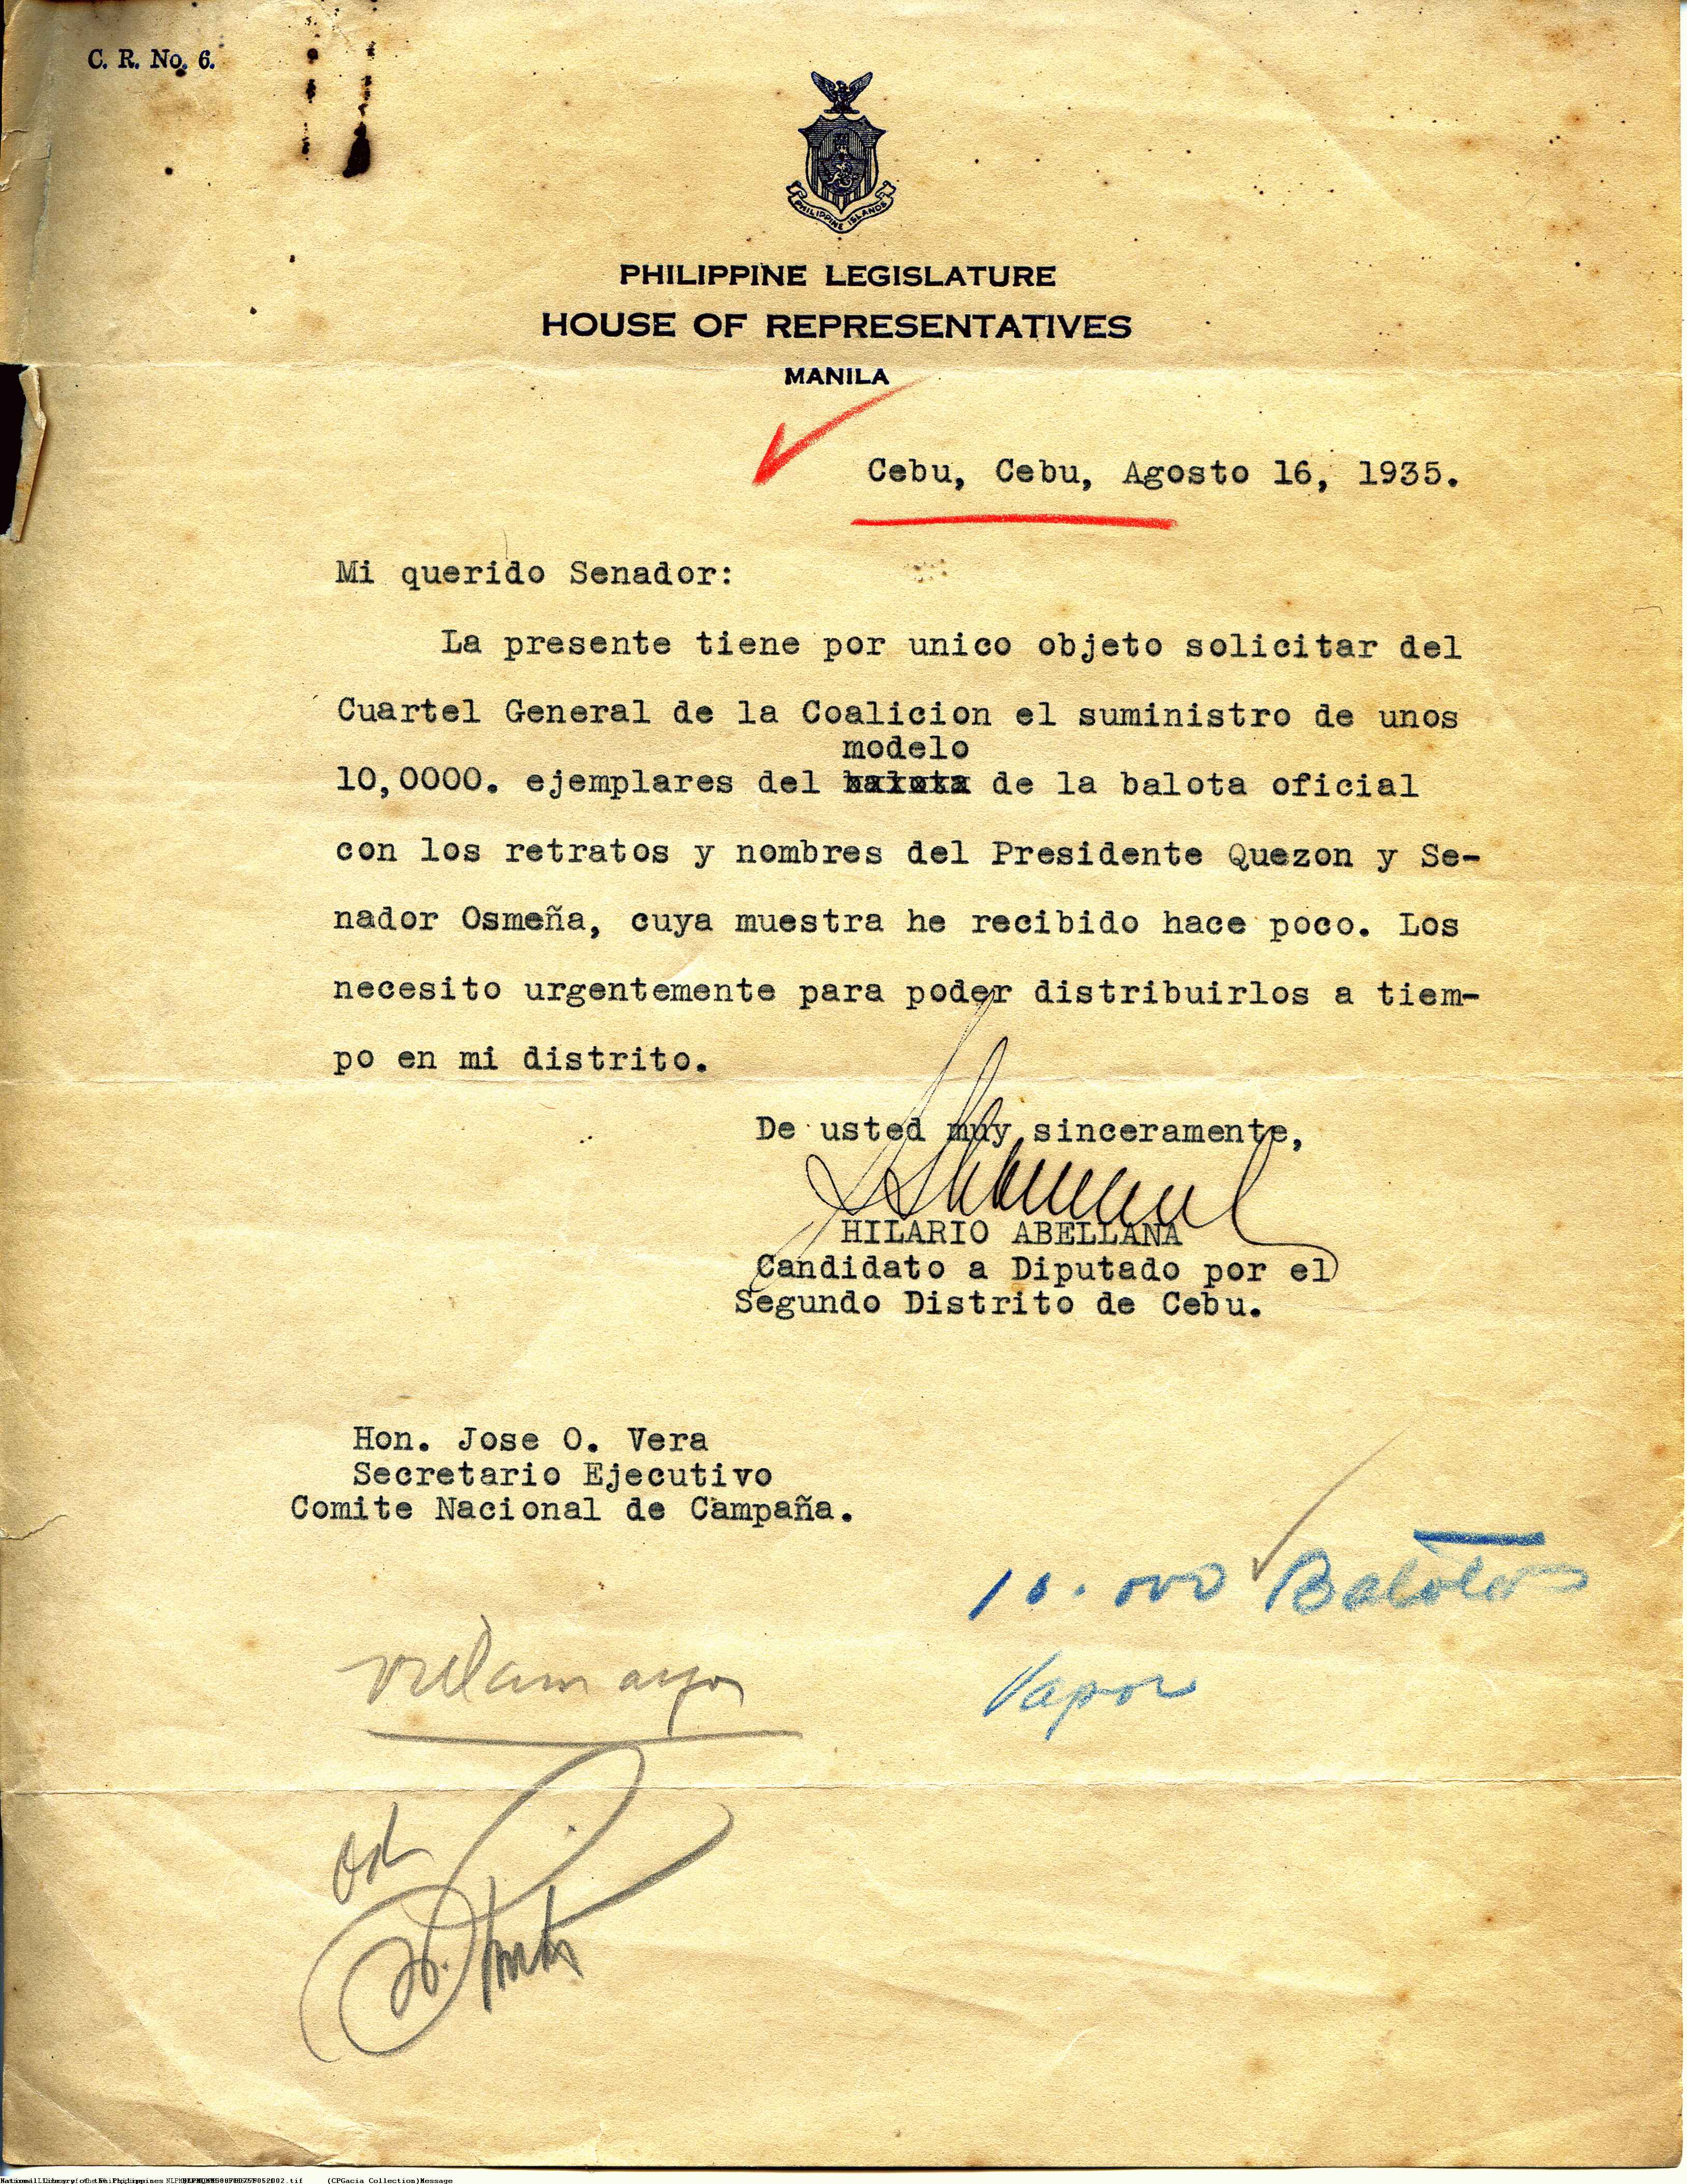 C. R. No. 6.
PHILIPPINE ISLANDS
PHILIPPINE LEGISLATURE
HOUSE OF REPRESENTATIVES
MANILA
Cebu, Cebu, Agosto 16, 1935.
Mi querido Senador:
La presente tiene por unico objeto solicitar del
Cuartel General de la Coalicion el suministro de unos
modelo
10,0000. ejemplares del balota de la balota oficial
con los retratos y nombres del Presidente Quezon y Se-
nador Osmeña, cuya muestra he recibido hace poco. Los
necesito urgentemente para poder distribuirlos a tiem-
po en mi distrito.
De usted muy sinceramente,
HILARIO ABELLANA
Candidato a Diputado por el
Segundo Distrito de Cebu.
Hon. Jose O. Vera
Secretario Ejecutivo
Comite Nacional de Campaña.
10.000 Balotas
Vapor
(CPGacia Collection)Message